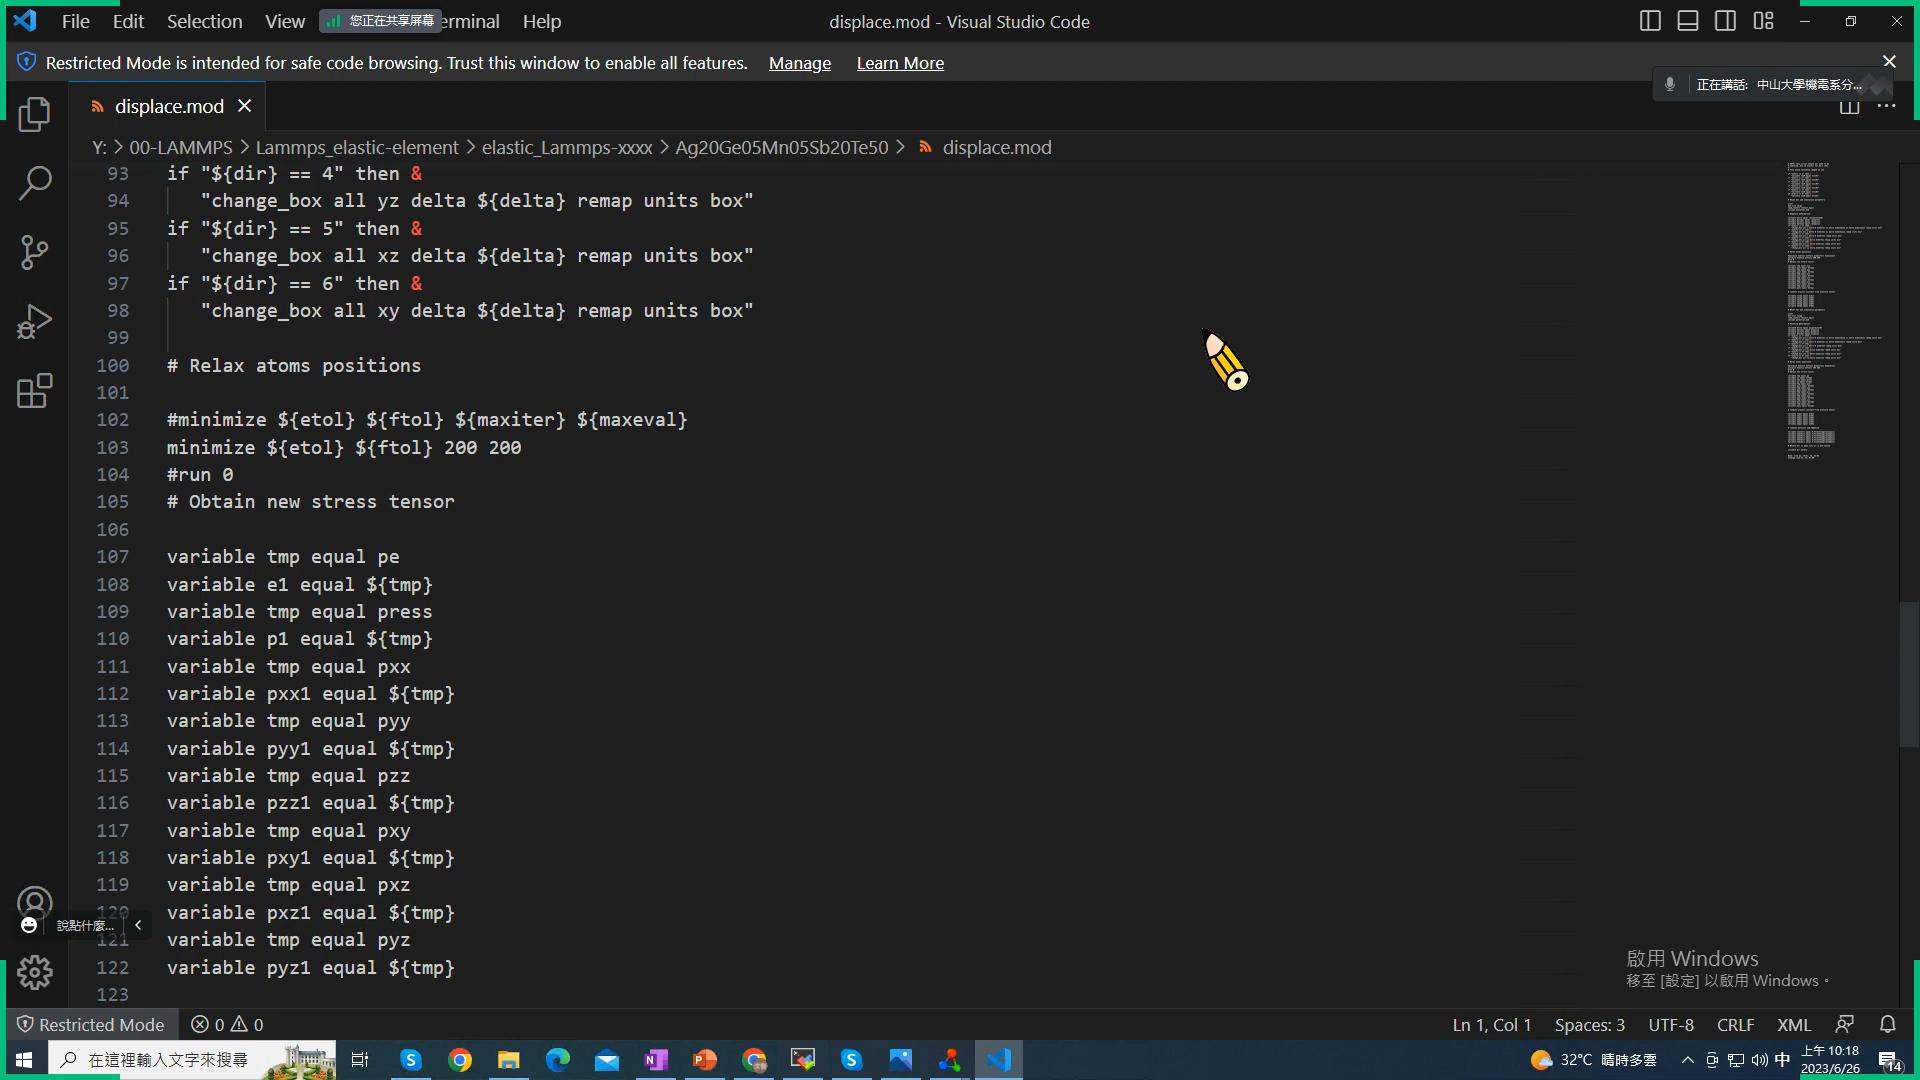 File Edit Selection View 您正在共享屏幕 erminal Help
displace.mod - Visual Studio Code
Restricted Mode is intended for safe code browsing. Trust this window to enable all features. Manage Learn More
正在講話: 中山大學機電系分...
displace.mod
Y: > 00-LAMMPS > Lammps_elastic-element > elastic_Lammps-xxxx > Ag20Ge05Mn05Sb20Te50 > displace.mod
93 if "${dir} == 4" then &
94 "change_box all yz delta ${delta} remap units box"
95 if "${dir} == 5" then &
96 "change_box all xz delta ${delta} remap units box"
97 if "${dir} == 6" then &
98 "change_box all xy delta ${delta} remap units box"
99
100 # Relax atoms positions
101
102 #minimize ${etol} ${ftol} ${maxiter} ${maxeval}
103 minimize ${etol} ${ftol} 200 200
104 #run 0
105 # Obtain new stress tensor
106
107 variable tmp equal pe
108 variable e1 equal ${tmp}
109 variable tmp equal press
110 variable p1 equal ${tmp}
111 variable tmp equal pxx
112 variable pxx1 equal ${tmp}
113 variable tmp equal pyy
114 variable pyy1 equal ${tmp}
115 variable tmp equal pzz
116 variable pzz1 equal ${tmp}
117 variable tmp equal pxy
118 variable pxy1 equal ${tmp}
119 variable tmp equal pxz
120 variable pxz1 equal ${tmp}
說點什麼...
121 variable tmp equal pyz
122 variable pyz1 equal ${tmp}
123
啟用 Windows
移至 [設定] 以啟用 Windows。
Restricted Mode 0 0
Ln 1, Col 1 Spaces: 3 UTF-8 CRLF XML
在這裡輸入文字來搜尋
32°C 晴時多雲
中
上午 10:18
2023/6/26
14